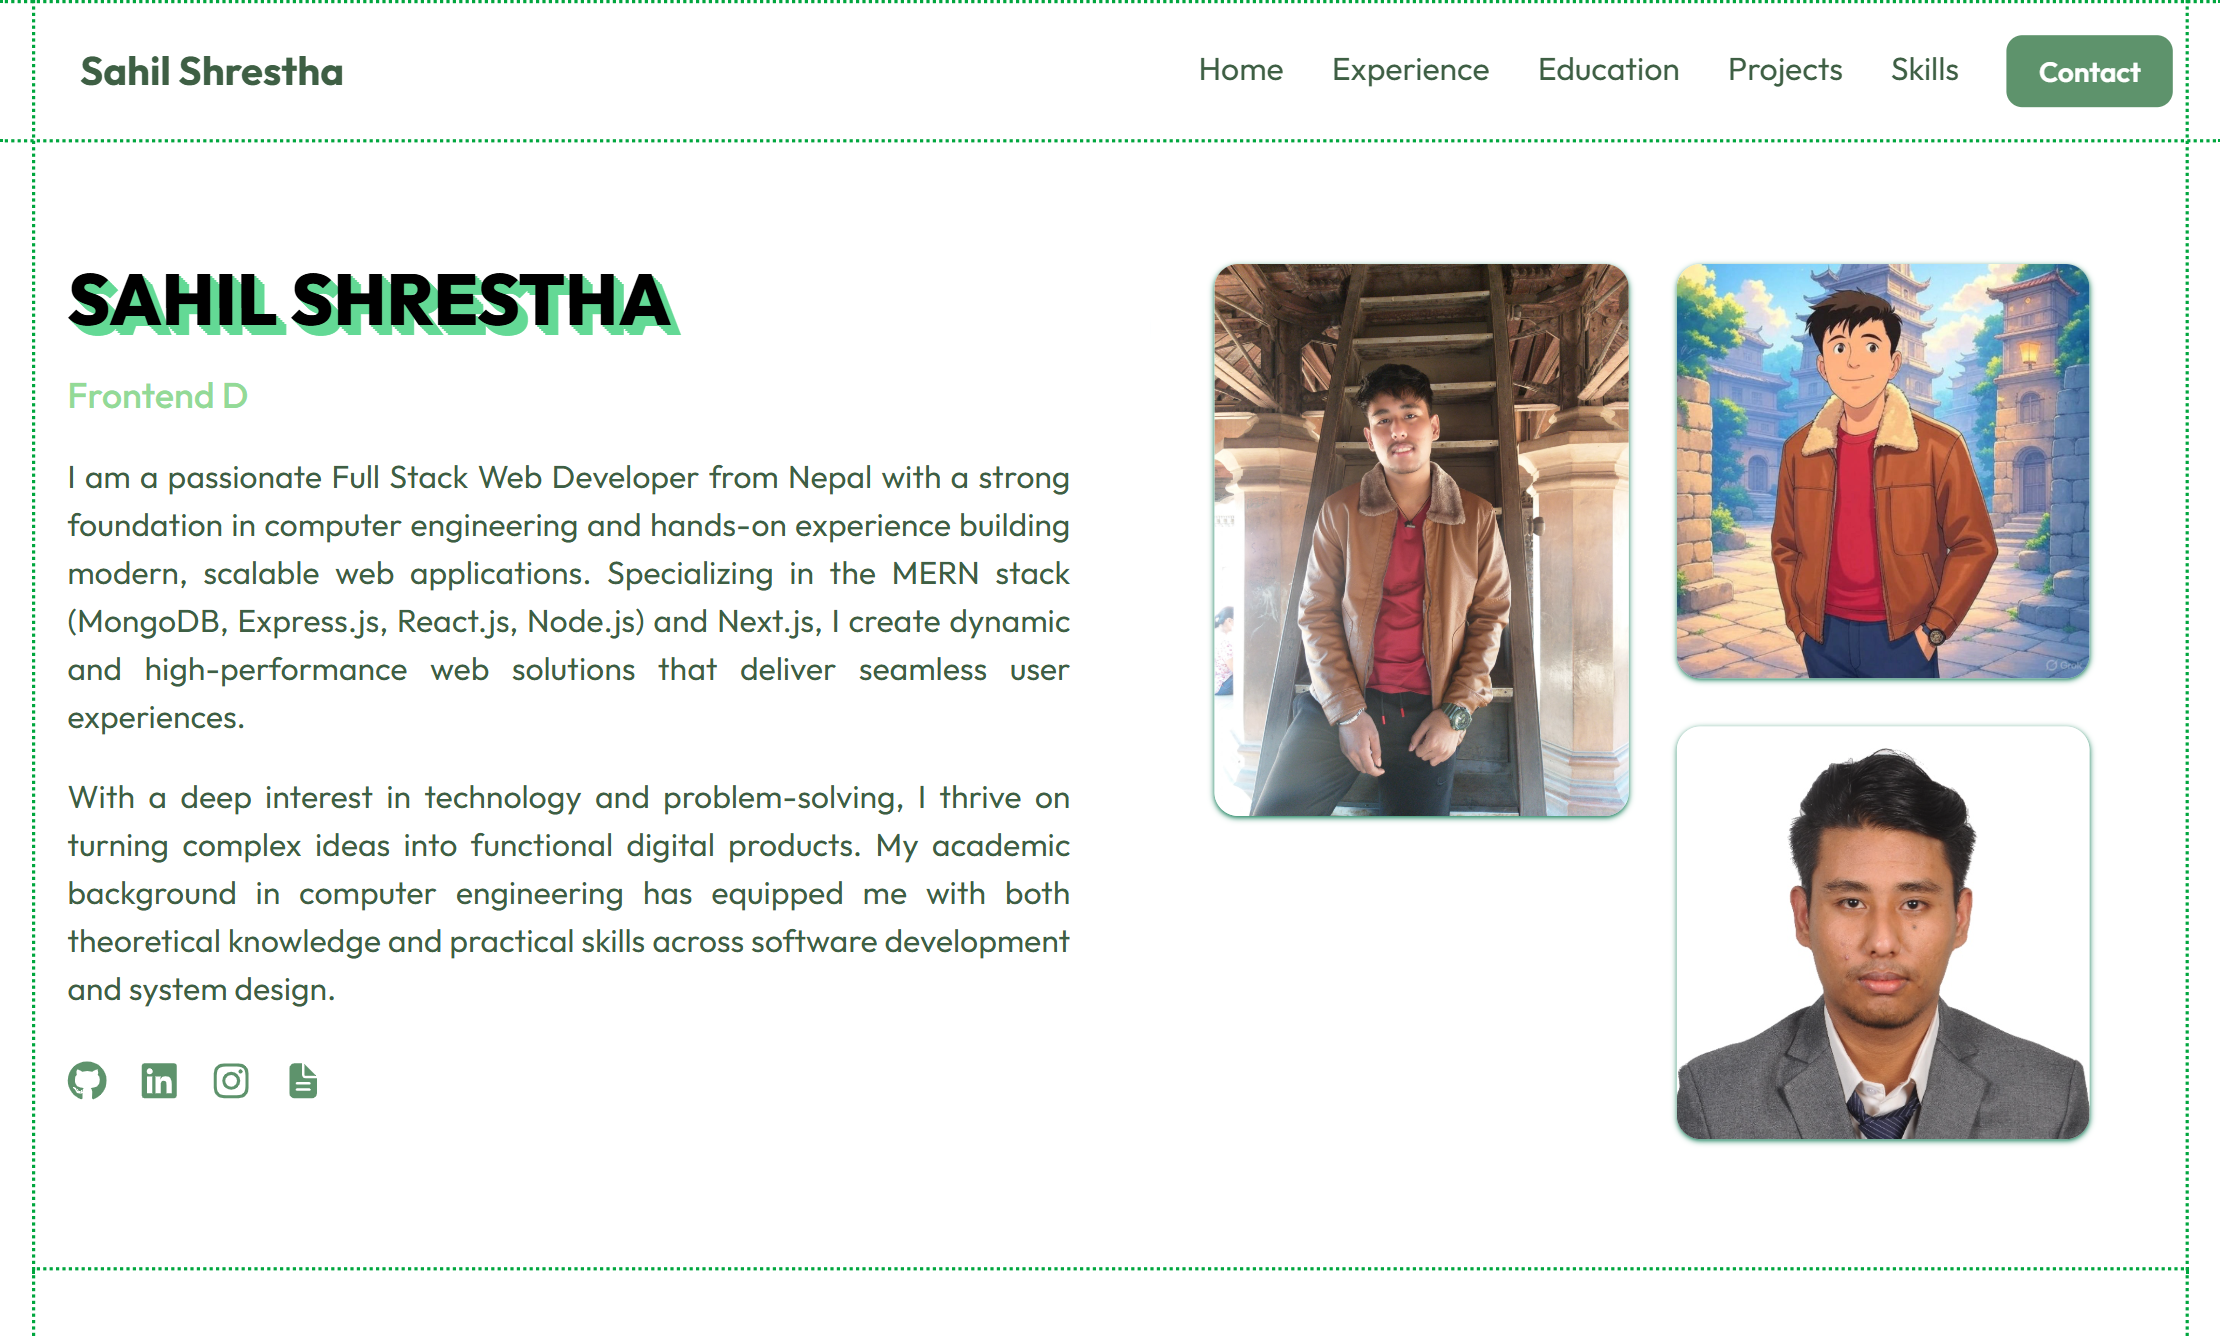 Sahil Shrestha
Home Experience Education Projects Skills Contact
SAHIL SHRESTHA
Frontend D
I am a passionate Full Stack Web Developer from Nepal with a strong
foundation in computer engineering and hands-on experience building
modern, scalable web applications. Specializing in the MERN stack
(MongoDB, Express.js, React.js, Node.js) and Next.js, I create dynamic
and high-performance web solutions that deliver seamless user
experiences.
With a deep interest in technology and problem-solving, I thrive on
turning complex ideas into functional digital products. My academic
background in computer engineering has equipped me with both
theoretical knowledge and practical skills across software development
and system design.
in
Grok